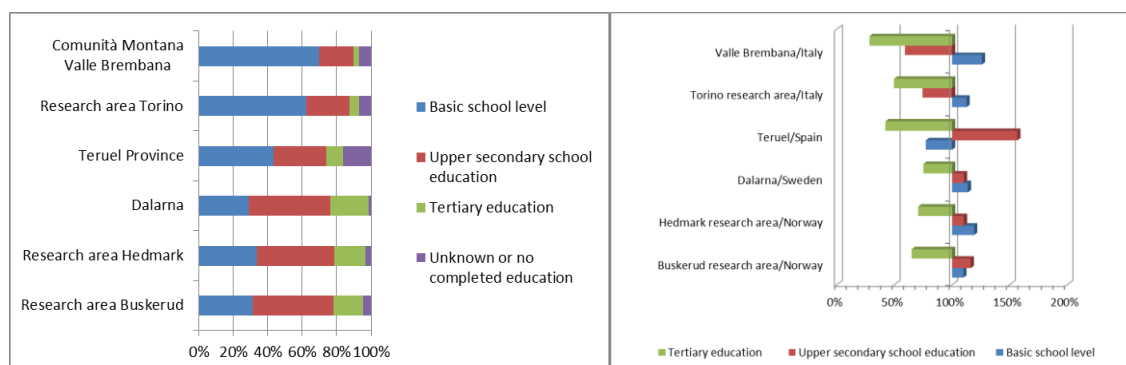 Comunità Montana
Valle Brembana
Research area Torino
Teruel Province
Dalarna
Research area Hedmark
Research area Buskerud
0% 20% 40% 60% 80% 100%
Basic school level
Upper secondary school
education
Tertiary education
Unknown or no
completed education
Valle Brembana/Italy
Torino research area/Italy
Teruel/Spain
Dalarna/Sweden
Hedmark research area/Norway
Buskerud research area/Norway
0% 50% 100% 150% 200%
Tertiary education Upper secondary school education Basic school level